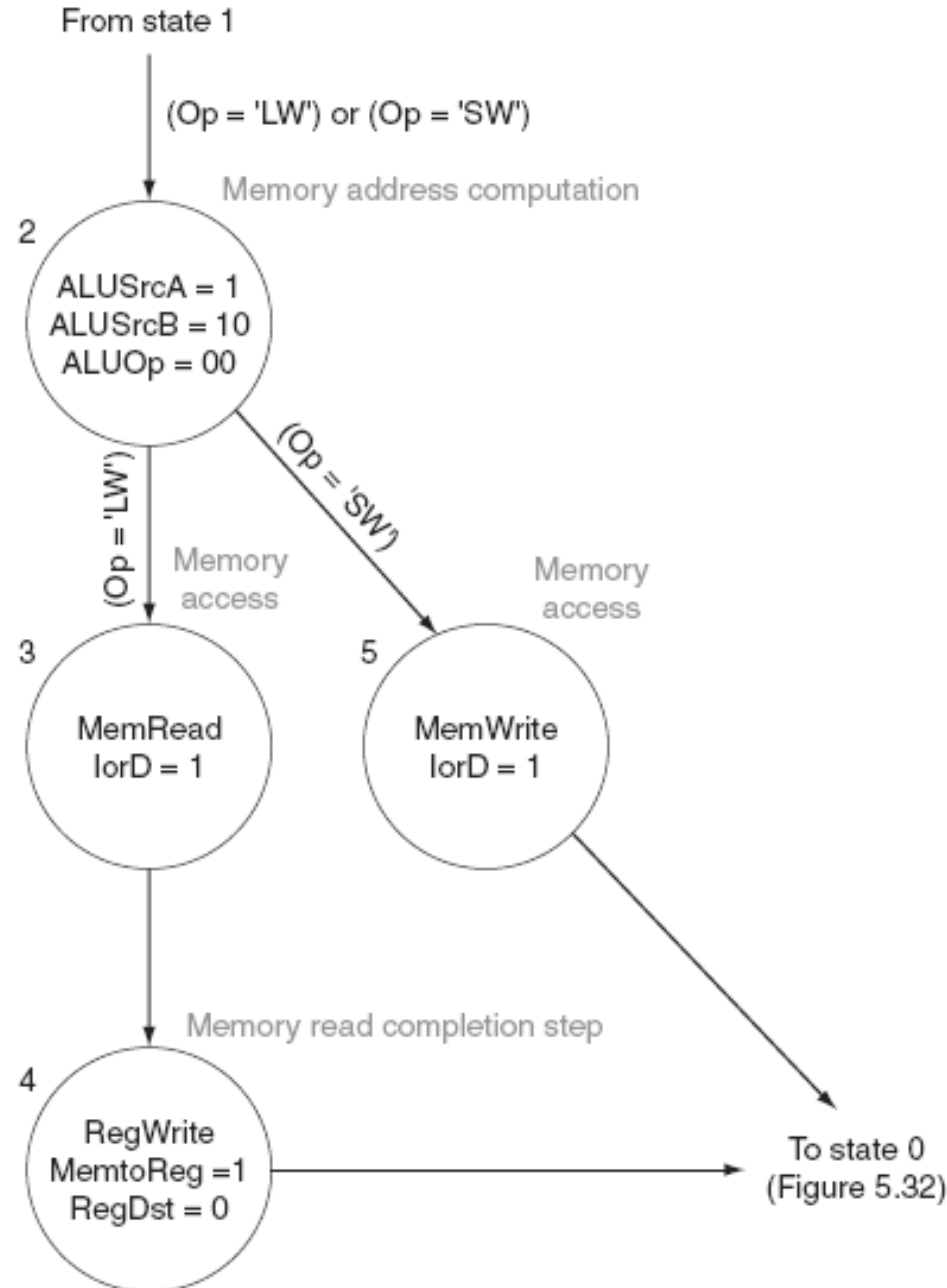 From state 1
(Op = 'LW') or (Op = 'SW')
Memory address computation
2
ALUSrcA = 1
ALUSrcB = 10
ALUOp = 00
(Op = 'LW')
(Op = 'SW')
Memory
access
Memory
access
3
MemRead
IorD = 1
5
MemWrite
IorD = 1
Memory read completion step
4
RegWrite
MemtoReg =1
RegDst = 0
To state 0
(Figure 5.32)